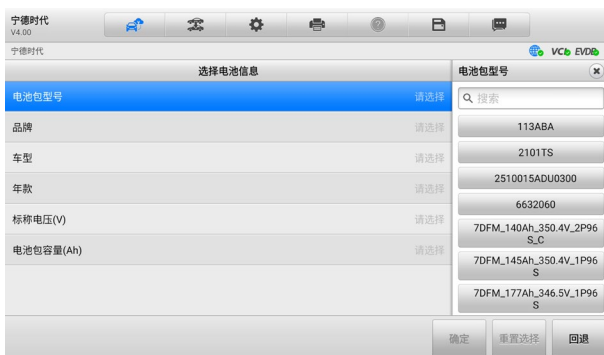 宁德时代
V4.00
宁德时代
VCI EVDB
选择电池信息
电池包型号
请选择
品牌
请选择
车型
请选择
年款
请选择
标称电压(V)
请选择
电池包容量(Ah)
请选择
电池包型号
搜索
113ABA
2101TS
2510015ADU0300
6632060
7DFM_140Ah_350.4V_2P96
S_C
7DFM_145Ah_350.4V_1P96
S
7DFM_177Ah_346.5V_1P96
S
确定
重置选择
回退